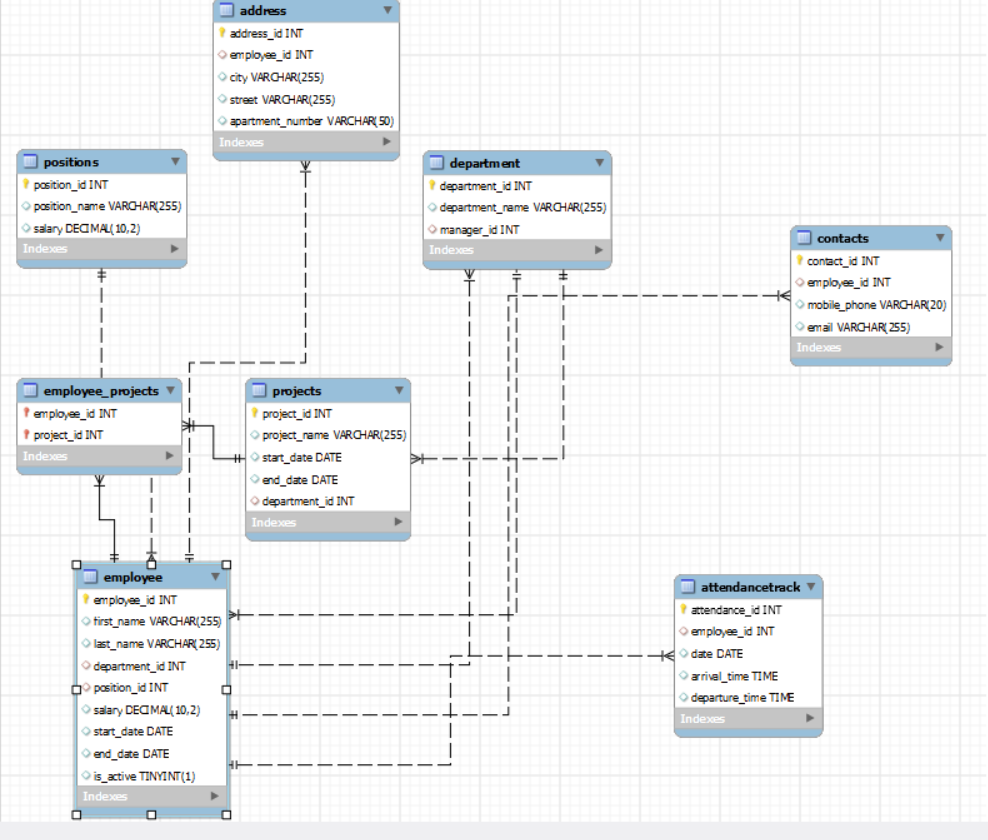 address
address_id INT
employee_id INT
city VARCHAR(255)
street VARCHAR(255)
apartment_number VARCHAR(50)
Indexes
positions
position_id INT
position_name VARCHAR(255)
salary DECIMAL(10,2)
Indexes
department
department_id INT
department_name VARCHAR(255)
manager_id INT
Indexes
contacts
contact_id INT
employee_id INT
mobile_phone VARCHAR(20)
email VARCHAR(255)
Indexes
employee_projects
employee_id INT
project_id INT
Indexes
projects
project_id INT
project_name VARCHAR(255)
start_date DATE
end_date DATE
department_id INT
Indexes
employee
employee_id INT
first_name VARCHAR(255)
last_name VARCHAR(255)
department_id INT
position_id INT
salary DECIMAL(10,2)
start_date DATE
end_date DATE
is_active TINYINT(1)
Indexes
attendancetrack
attendance_id INT
employee_id INT
date DATE
arrival_time TIME
departure_time TIME
Indexes